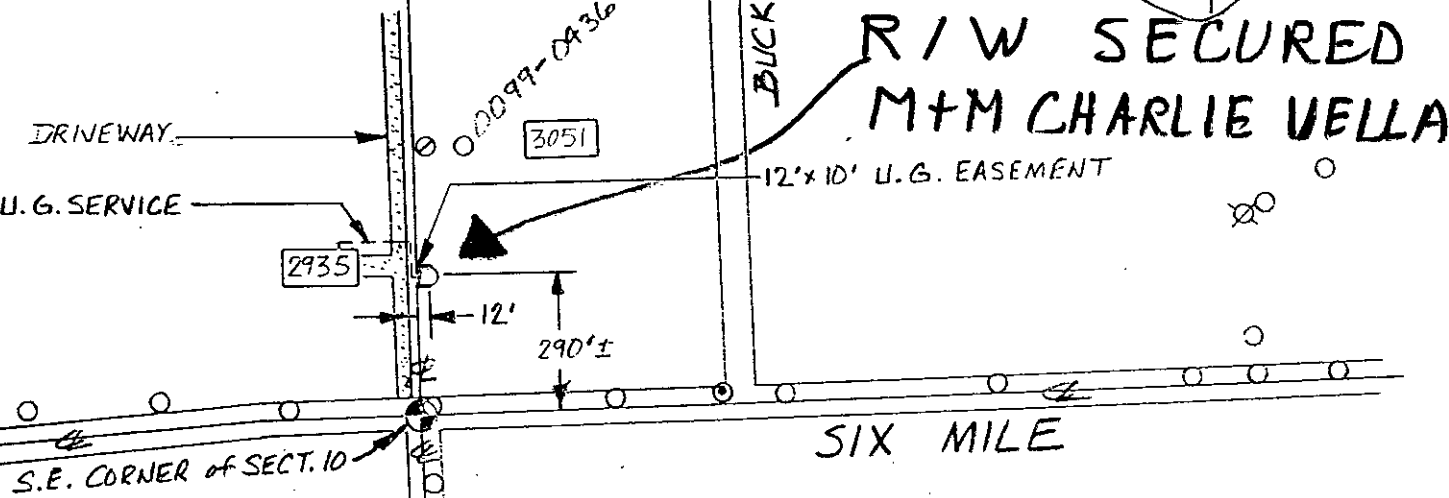 BUCK
0099-0436
R/W SECURED
M+M CHARLIE VELLA
DRIVEWAY
3051
12'x10' U.G. EASEMENT
U.G. SERVICE
2935
12'
290'±
SIX MILE
S.E. CORNER of SECT. 10